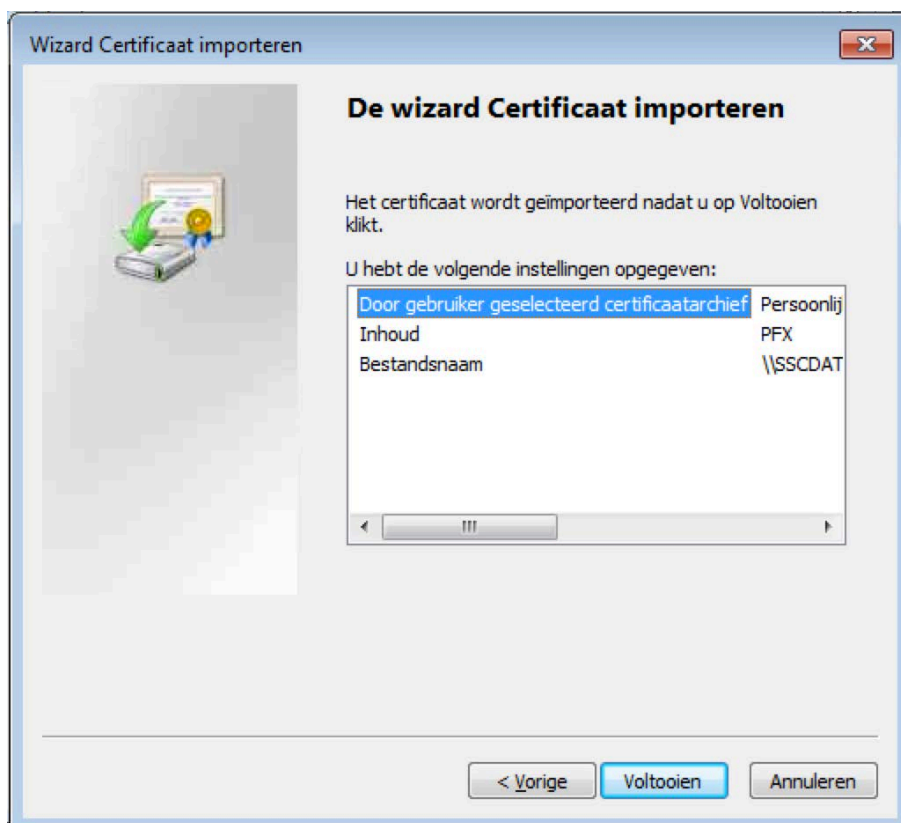 Wizard Certificaat importeren
De wizard Certificaat importeren
Het certificaat wordt geïmporteerd nadat u op Voltooien
klikt.
U hebt de volgende instellingen opgegeven:
Door gebruiker geselecteerd certificaatarchief Persoonlij
Inhoud PFX
Bestandsnaam \\SSCDAT
< Vorige Voltooien Annuleren